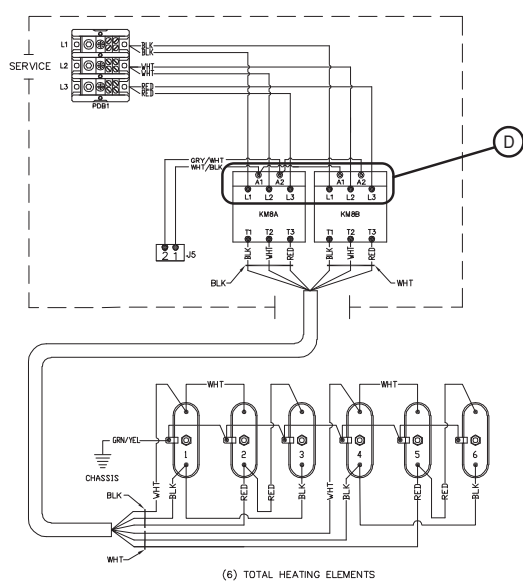 L1
BLK
BLK
SERVICE
L2
WHT
WHT
L3
RED
RED
PDB1
D
GRY/WHT
WHT/BLK
A1 A2 A1 A2
L1 L2 L3 L1 L2 L3
KM8A KM8B
T1 T2 T3 T1 T2 T3
2 1 J5
BLK WHT RED BLK WHT RED
BLK WHT
WHT WHT
GRN/YEL
1 2 3 4 5 6
CHASSIS
BLK
WHT BLK RED RED BLK WHT BLK RED RED BLK
WHT
(6) TOTAL HEATING ELEMENTS